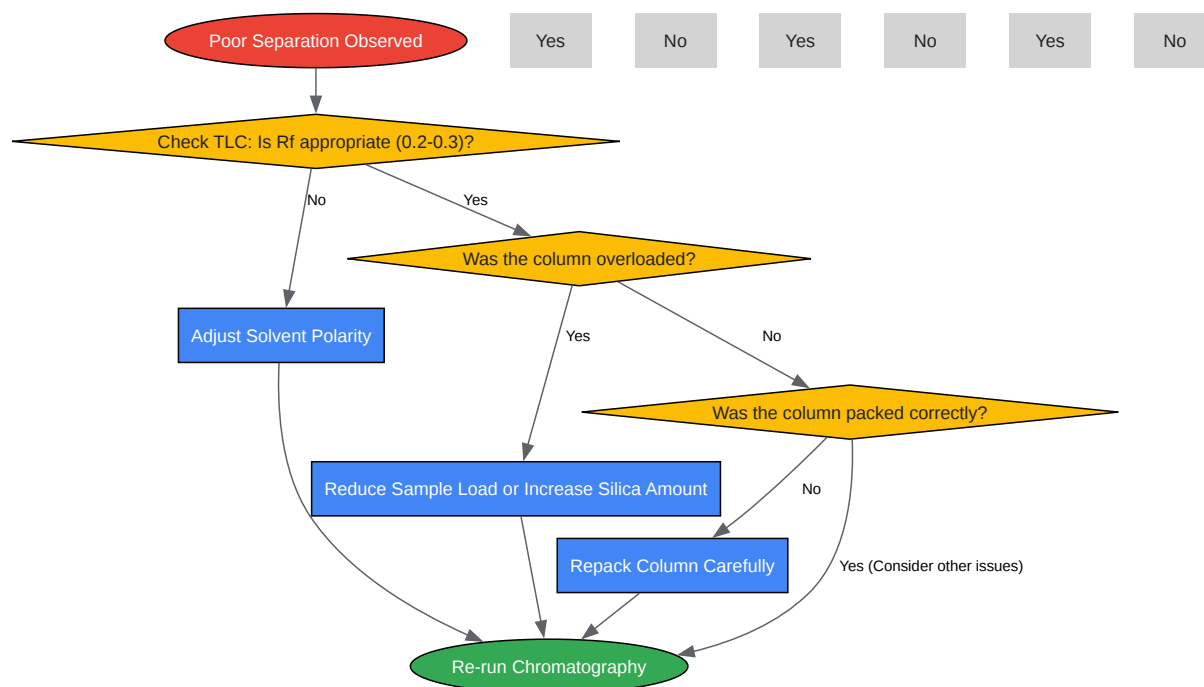 Poor Separation Observed
Yes
No
Yes
No
Yes
No
Check TLC: Is Rf appropriate (0.2-0.3)?
No
Yes
Was the column overloaded?
Adjust Solvent Polarity
Yes
No
Was the column packed correctly?
Reduce Sample Load or Increase Silica Amount
No
Repack Column Carefully
Yes (Consider other issues)
Re-run Chromatography